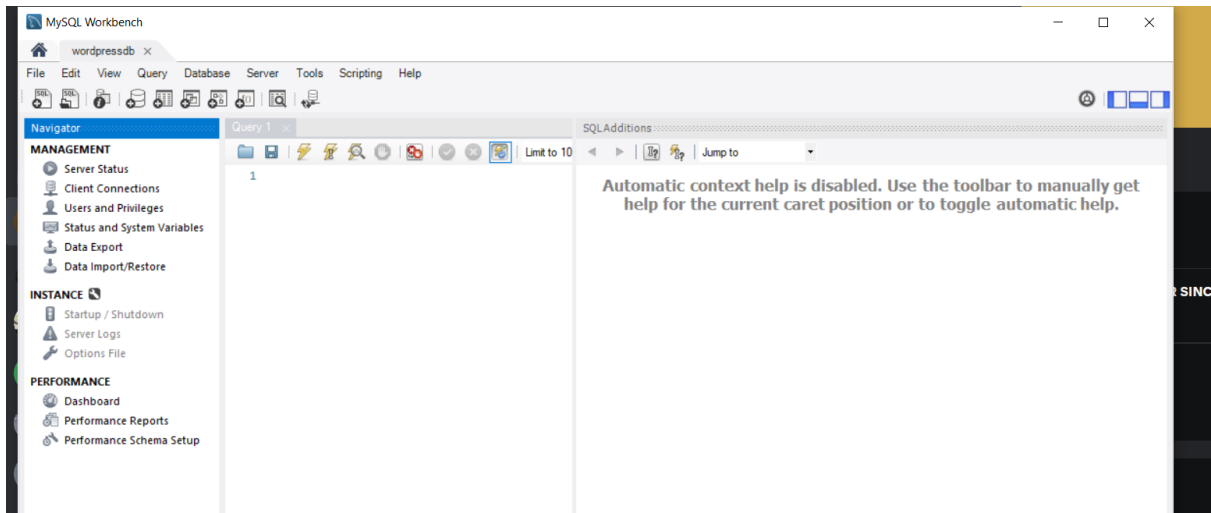 MySQL Workbench
wordpressdb
File Edit View Query Database Server Tools Scripting Help
Navigator
MANAGEMENT
Server Status
Client Connections
Users and Privileges
Status and System Variables
Data Export
Data Import/Restore
INSTANCE
Startup / Shutdown
Server Logs
Options File
PERFORMANCE
Dashboard
Performance Reports
Performance Schema Setup
Query 1
Limit to 10
1
SQLAdditions
Jump to
Automatic context help is disabled. Use the toolbar to manually get
help for the current caret position or to toggle automatic help.
SINC